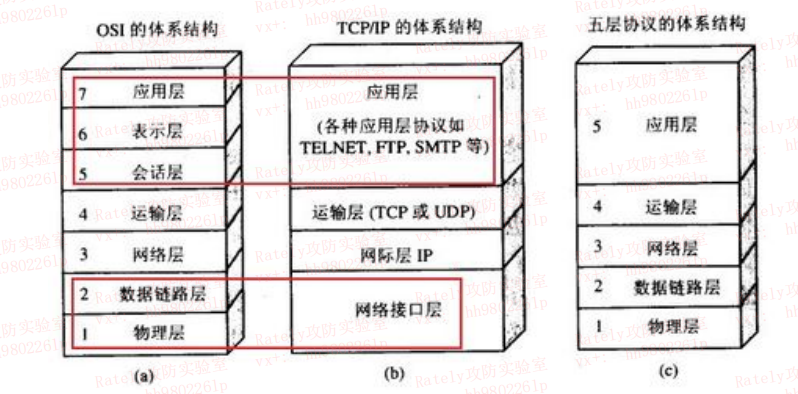 OSI 的体系结构
7 应用层
6 表示层
5 会话层
4 运输层
3 网络层
2 数据链路层
1 物理层
(a)
TCP/IP 的体系结构
应用层
(各种应用层协议如
TELNET, FTP, SMTP 等)
运输层 (TCP 或 UDP)
网际层 IP
网络接口层
(b)
五层协议的体系结构
5 应用层
4 运输层
3 网络层
2 数据链路层
1 物理层
(c)
Rately攻防实验室
vx+: hh9802261p